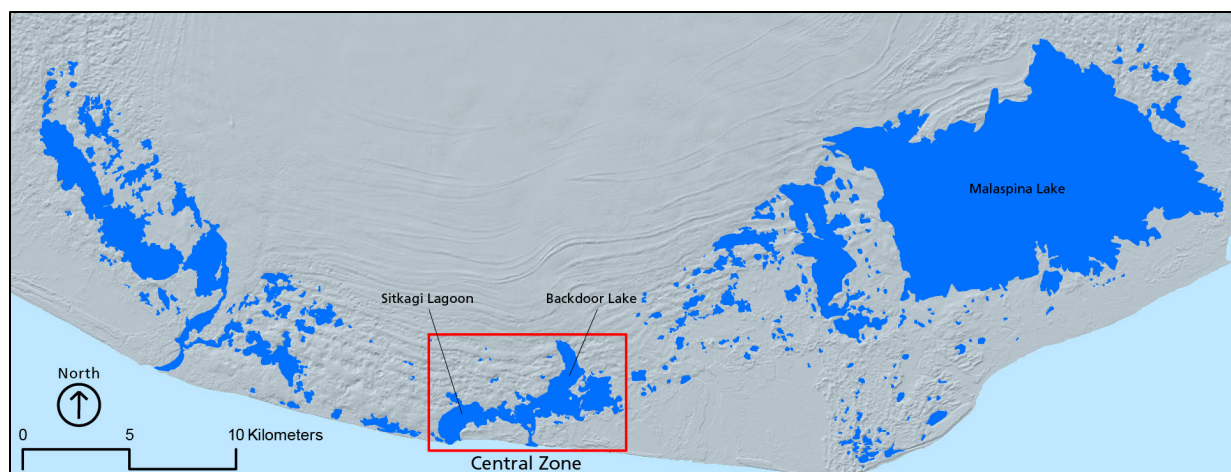 Malaspina Lake
Sitkagi Lagoon
Backdoor Lake
North
0 5 10 Kilometers
Central Zone